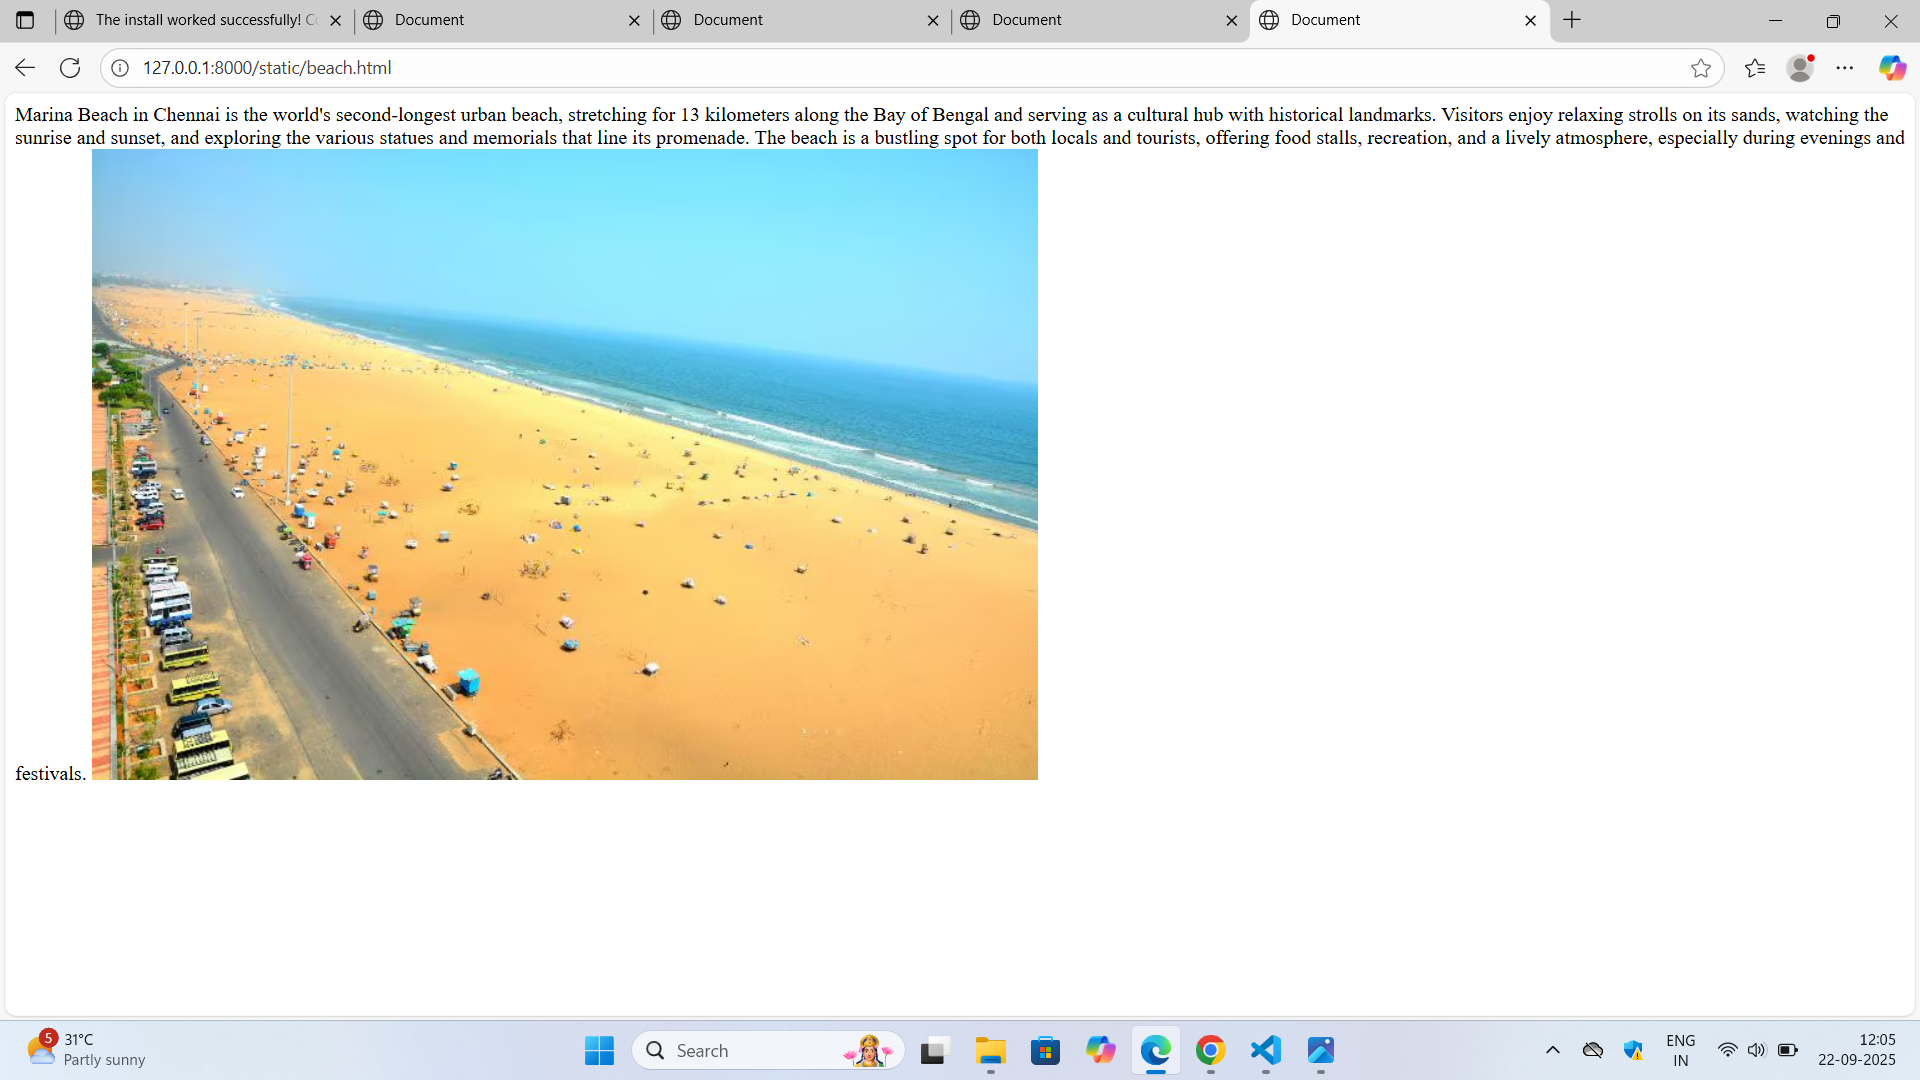 The install worked successfully! C
Document
Document
Document
Document
127.0.0.1:8000/static/beach.html
Marina Beach in Chennai is the world's second-longest urban beach, stretching for 13 kilometers along the Bay of Bengal and serving as a cultural hub with historical landmarks. Visitors enjoy relaxing strolls on its sands, watching the
sunrise and sunset, and exploring the various statues and memorials that line its promenade. The beach is a bustling spot for both locals and tourists, offering food stalls, recreation, and a lively atmosphere, especially during evenings and
festivals.
5
31°C
Partly sunny
Search
ENG
IN
12:05
22-09-2025